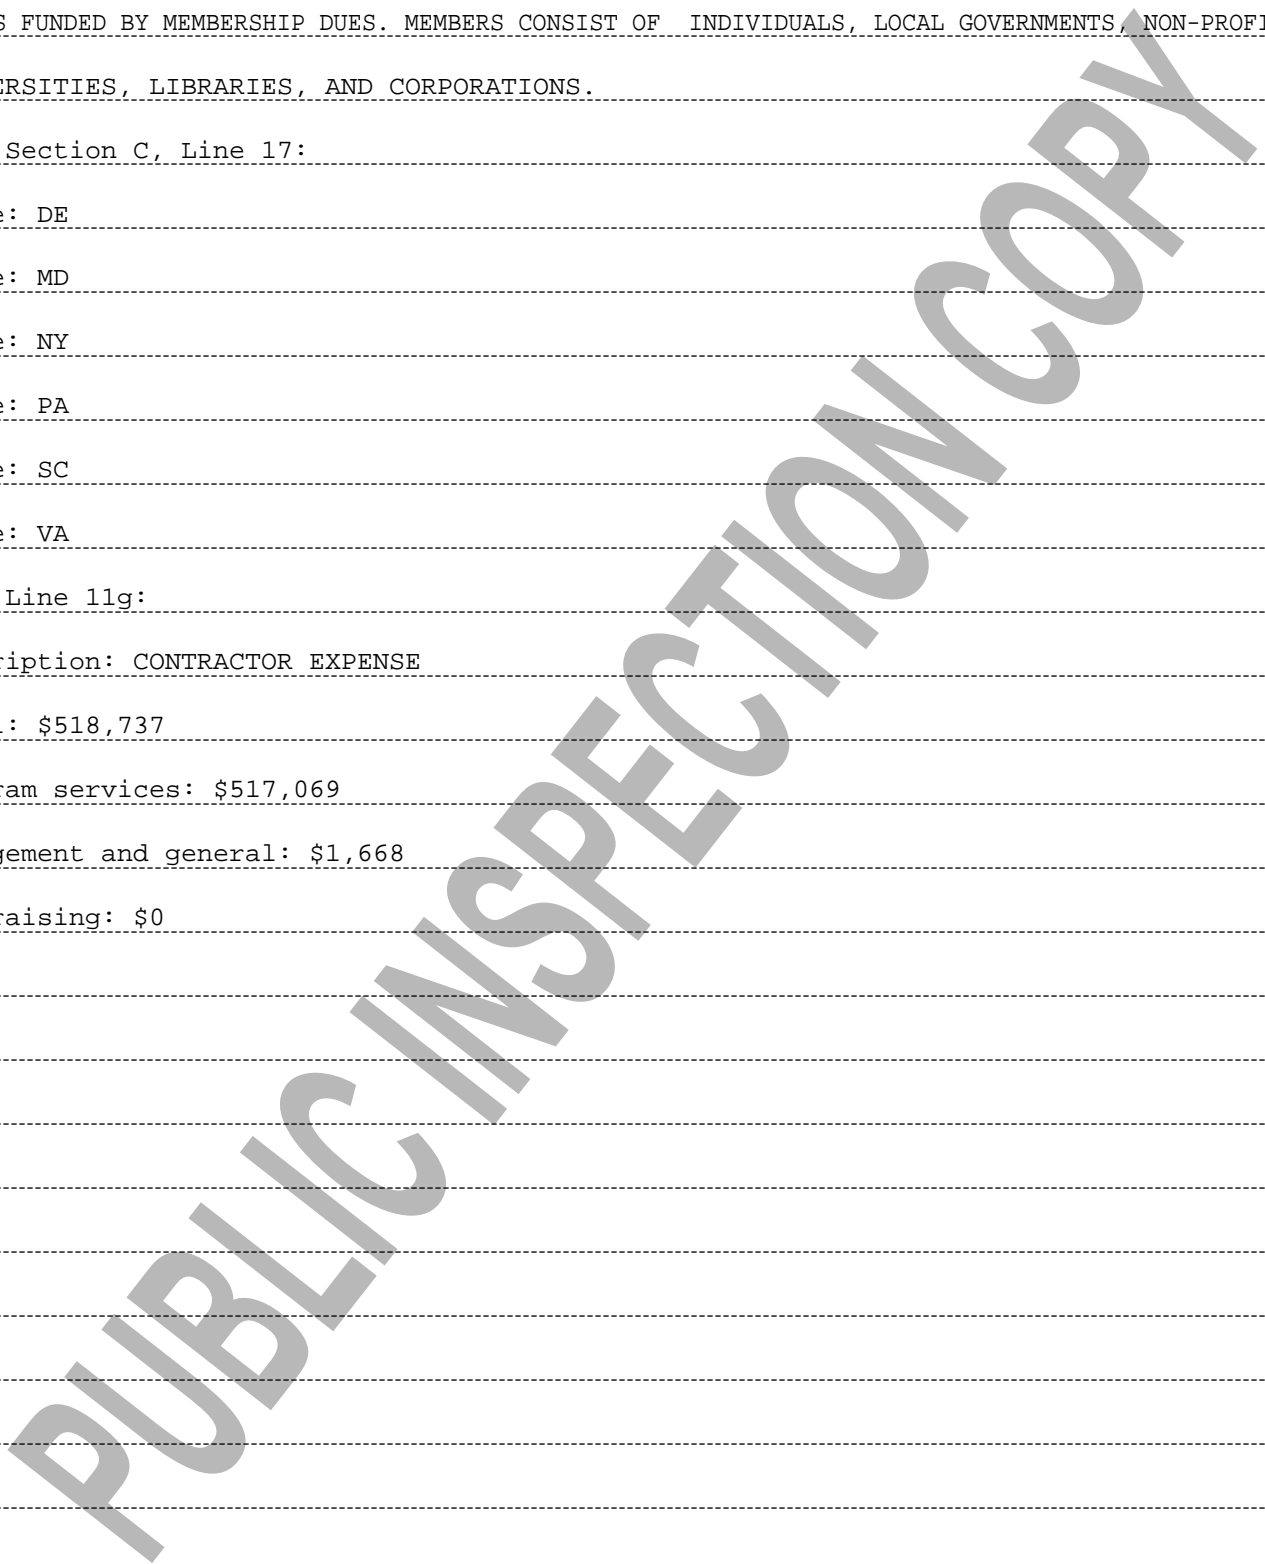 S FUNDED BY MEMBERSHIP DUES. MEMBERS CONSIST OF  INDIVIDUALS, LOCAL GOVERNMENTS, NON-PROFI
ERSITIES, LIBRARIES, AND CORPORATIONS.
Section C, Line 17:
e: DE
e: MD
e: NY
e: PA
e: SC
e: VA
Line 11g:
ription: CONTRACTOR EXPENSE
l: $518,737
ram services: $517,069
gement and general: $1,668
raising: $0
PUBLIC INSPECTION COPY